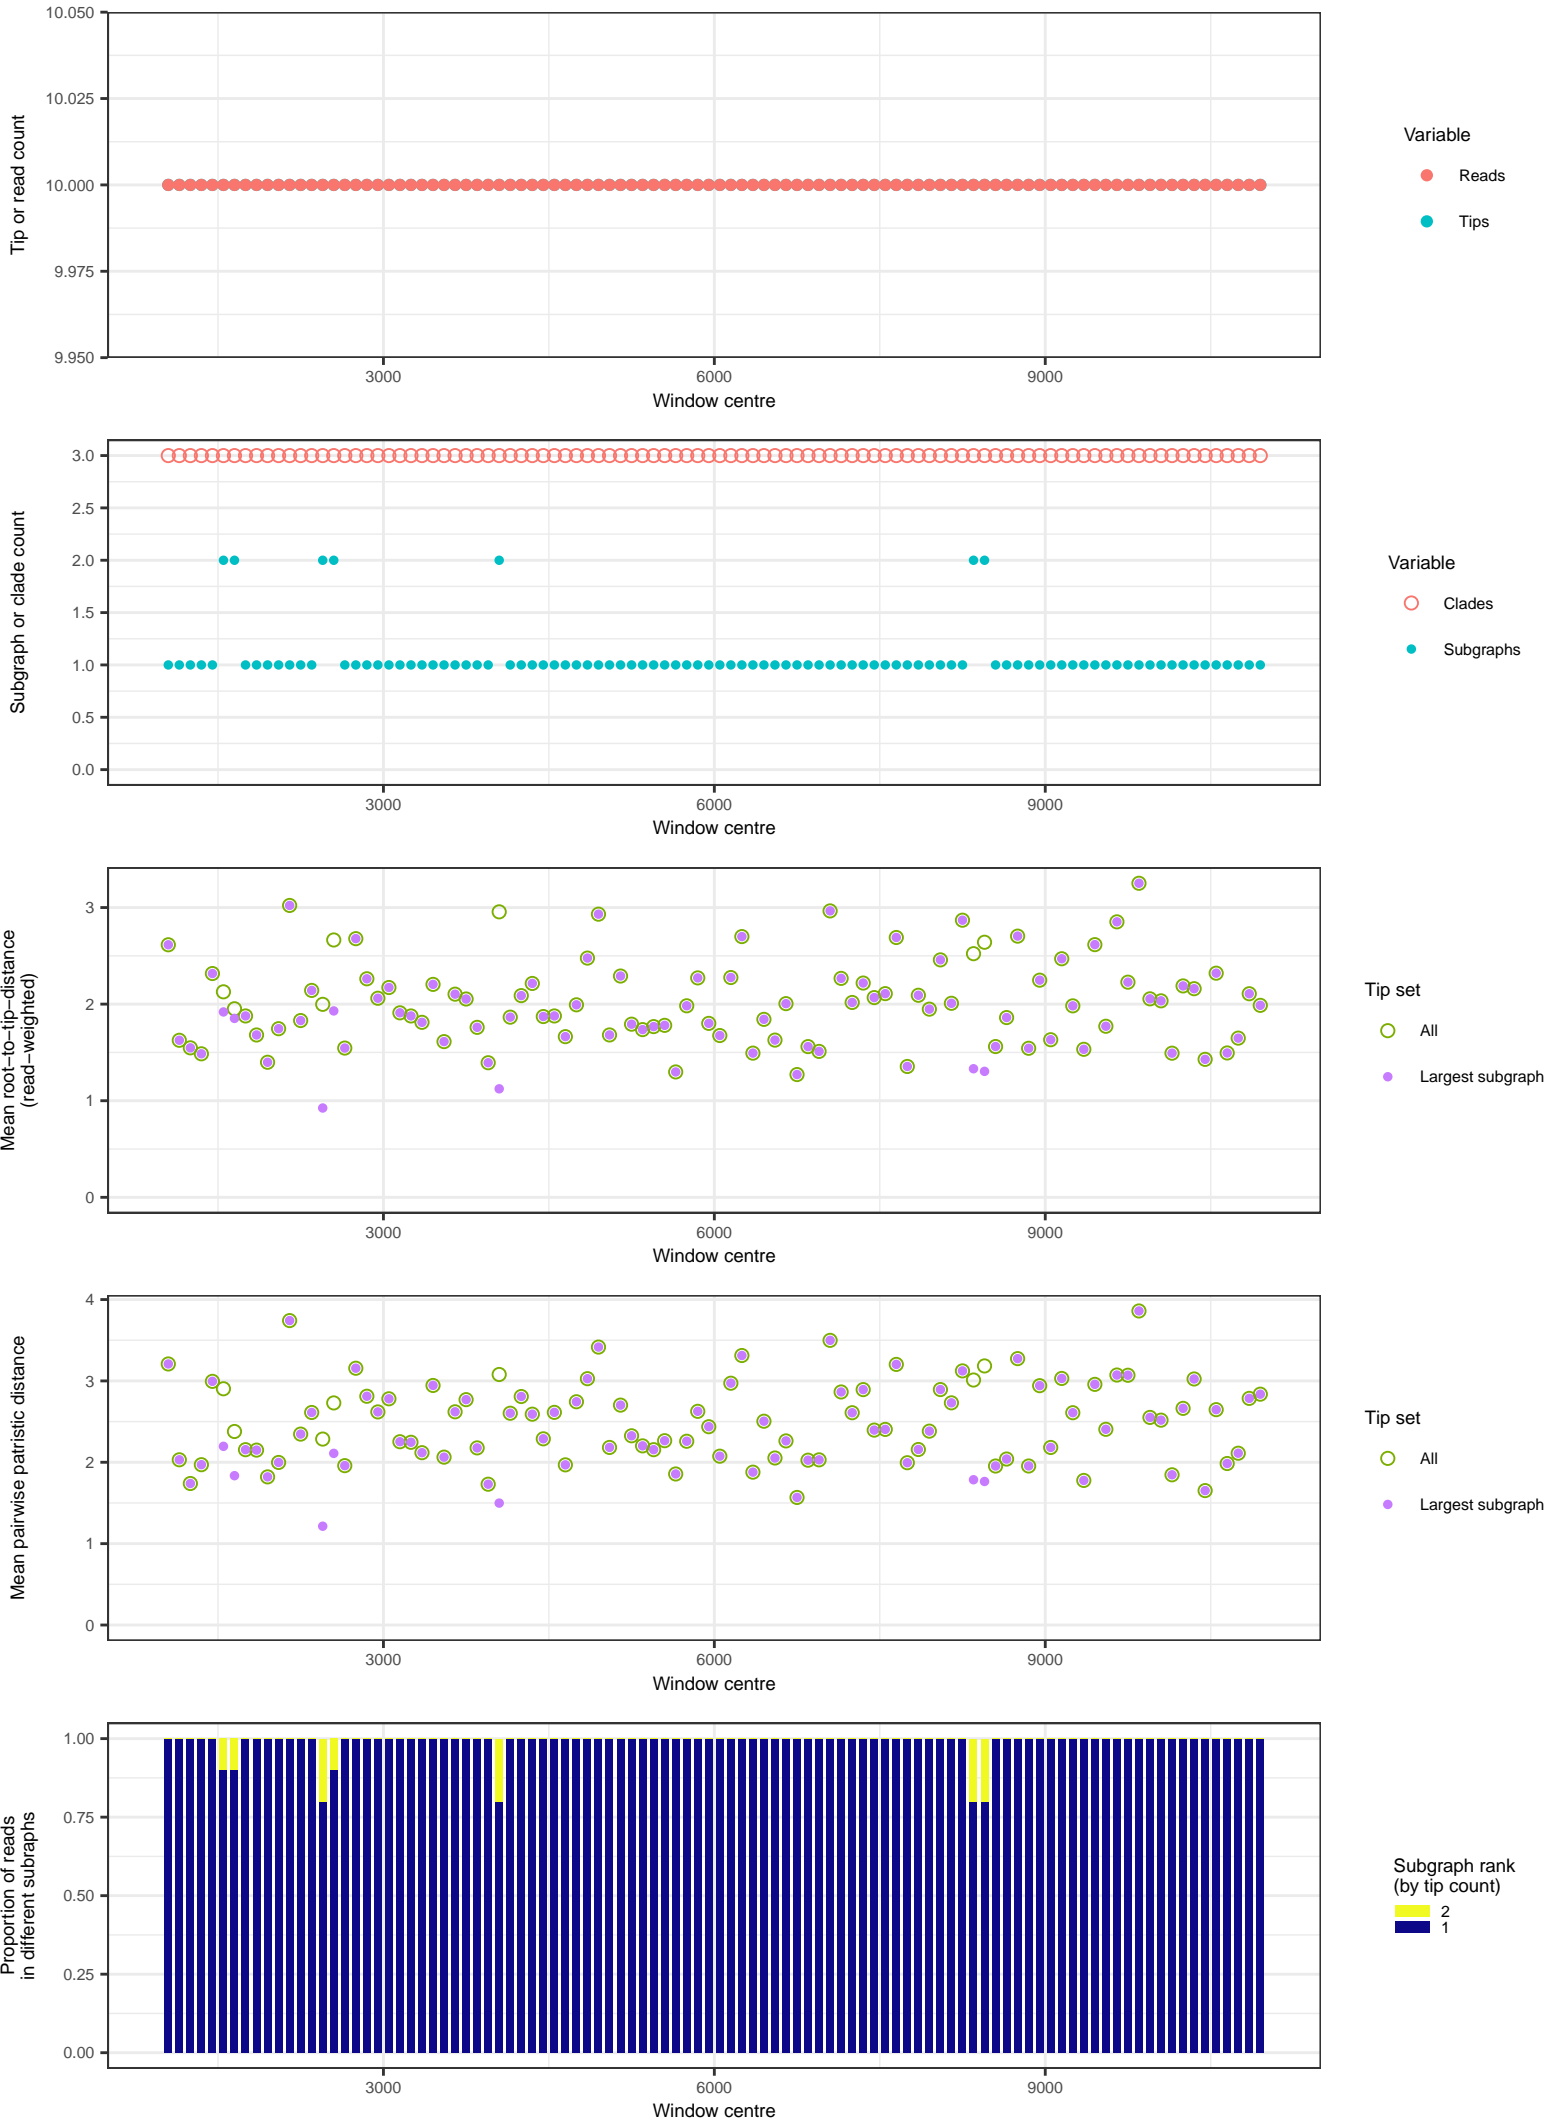 10.050
10.025
10.000
9.975
9.950
Tip or read count
3000
6000
9000
Window centre
Variable
Reads
Tips
3.0
2.5
2.0
1.5
1.0
0.5
0.0
Subgraph or clade count
3000
6000
9000
Window centre
Variable
Clades
Subgraphs
3
2
1
0
Mean root−to−tip−distance
(read−weighted)
3000
6000
9000
Window centre
Tip set
All
Largest subgraph
4
3
2
1
0
Mean pairwise patristic distance
3000
6000
9000
Window centre
Tip set
All
Largest subgraph
1.00
0.75
0.50
0.25
0.00
Proportion of reads
in different subraphs
3000
6000
9000
Window centre
Subgraph rank
(by tip count)
2
1